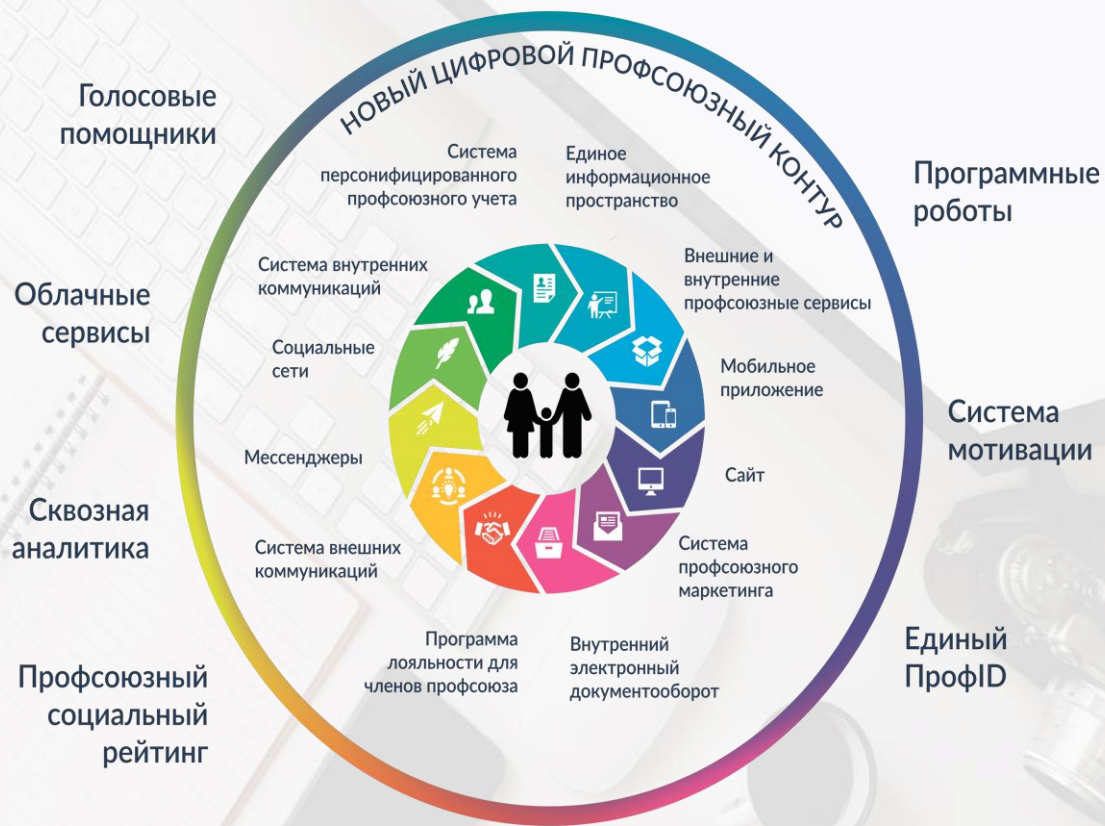 НОВЫЙ ЦИФРОВОЙ ПРОФСОЮЗНЫЙ КОНТУР
Голосовые
помощники
Облачные
сервисы
Сквозная
аналитика
Профсоюзный
социальный
рейтинг
Система
персонифицированного
профсоюзного учета
Единое
информационное
пространство
Внешние и
внутренние
профсоюзные сервисы
Мобильное
приложение
Сайт
Система
профсоюзного
маркетинга
Внутренний
электронный
документооборот
Программа
лояльности для
членов профсоюза
Система внешних
коммуникаций
Мессенджеры
Социальные
сети
Система внутренних
коммуникаций
Программные
роботы
Система
мотивации
Единый
ПрофID